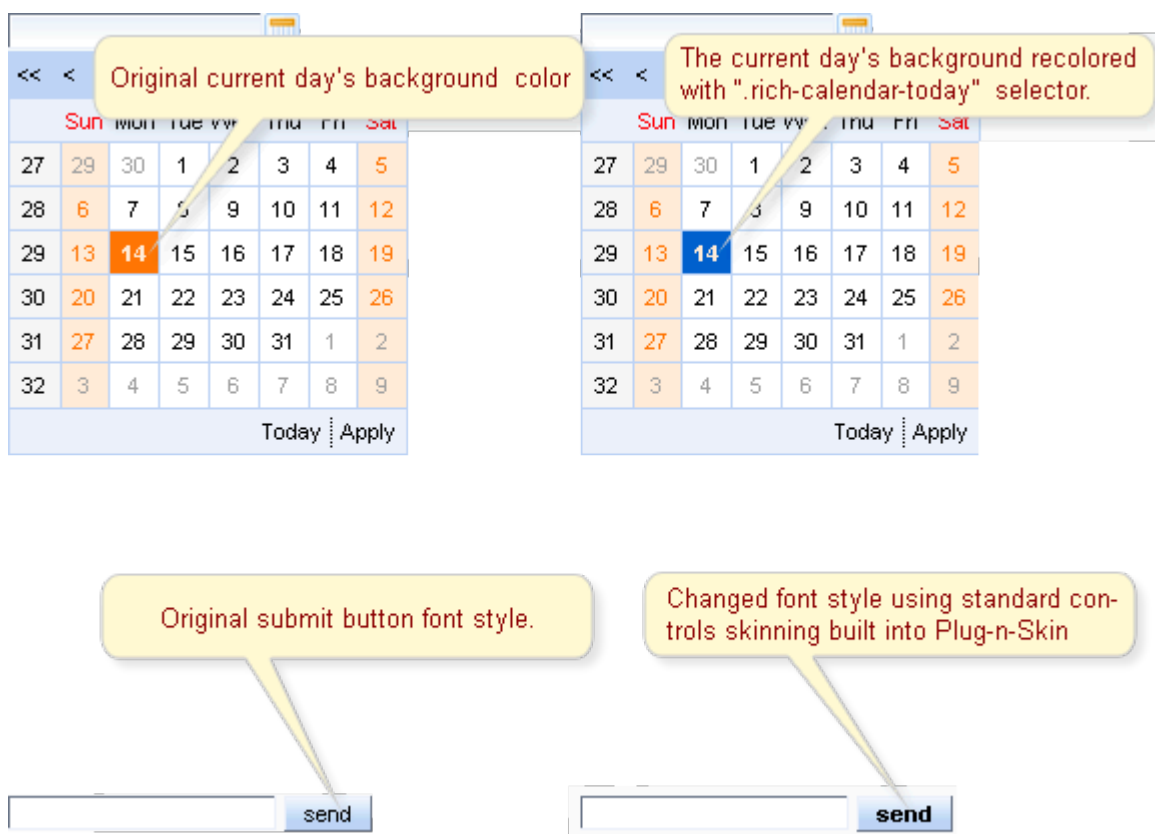 Original current day's background color
The current day's background recolored
with ".rich-calendar-today" selector.
<< <
<< <
Sun Mon Tue Thu Fri Sat
Sun Mon Tue Thu Fri Sat
27 29 30 1 2 3 4 5
28 6 7 8 9 10 11 12
29 13 14 15 16 17 18 19
30 20 21 22 23 24 25 26
31 27 28 29 30 31 1 2
32 3 4 5 6 7 8 9
Today Apply
27 29 30 1 2 3 4 5
28 6 7 8 9 10 11 12
29 13 14 15 16 17 18 19
30 20 21 22 23 24 25 26
31 27 28 29 30 31 1 2
32 3 4 5 6 7 8 9
Today Apply
Original submit button font style.
Changed font style using standard con-
trols skinning built into Plug-n-Skin
send
send